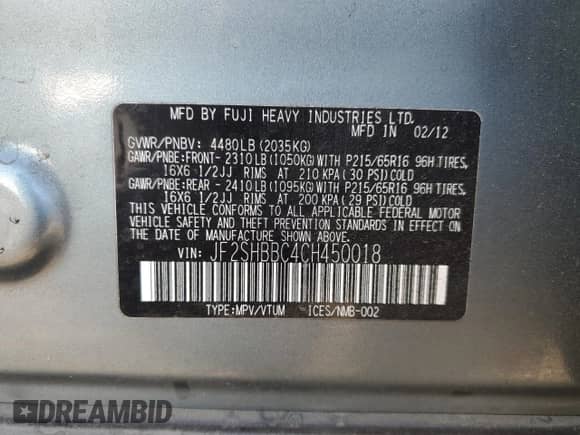 MFD BY FUJI HEAVY INDUSTRIES LTD.
MFD. IN 02/12
GVWR/PNBV: 4480LB(2035KG)
GAWR/PNBE:FRONT- 2310LB(1050KG)WITH P215/65R16 96H TIRES,
16X6 1/2JJ RIMS AT 210 KPA(30 PSI)COLD
GAWR/PNBE:REAR - 2410LB(1095KG)WITH P215/65R16 96H TIRES,
16X6 1/2JJ RIMS AT 200 KPA(29 PSI)COLD
THIS VEHICLE CONFORMS TO ALL APPLICABLE FEDERAL MOTOR
VEHICLE SAFETY AND THEFT PREVENTION STANDARDS IN EFFECT ON
THE DATE OF MANUFACTURE SHOWN ABOVE.
VIN: JF2SHBBC4CH450018
TYPE:MPV/VTUM ICES/NMB-002
DREAMBID